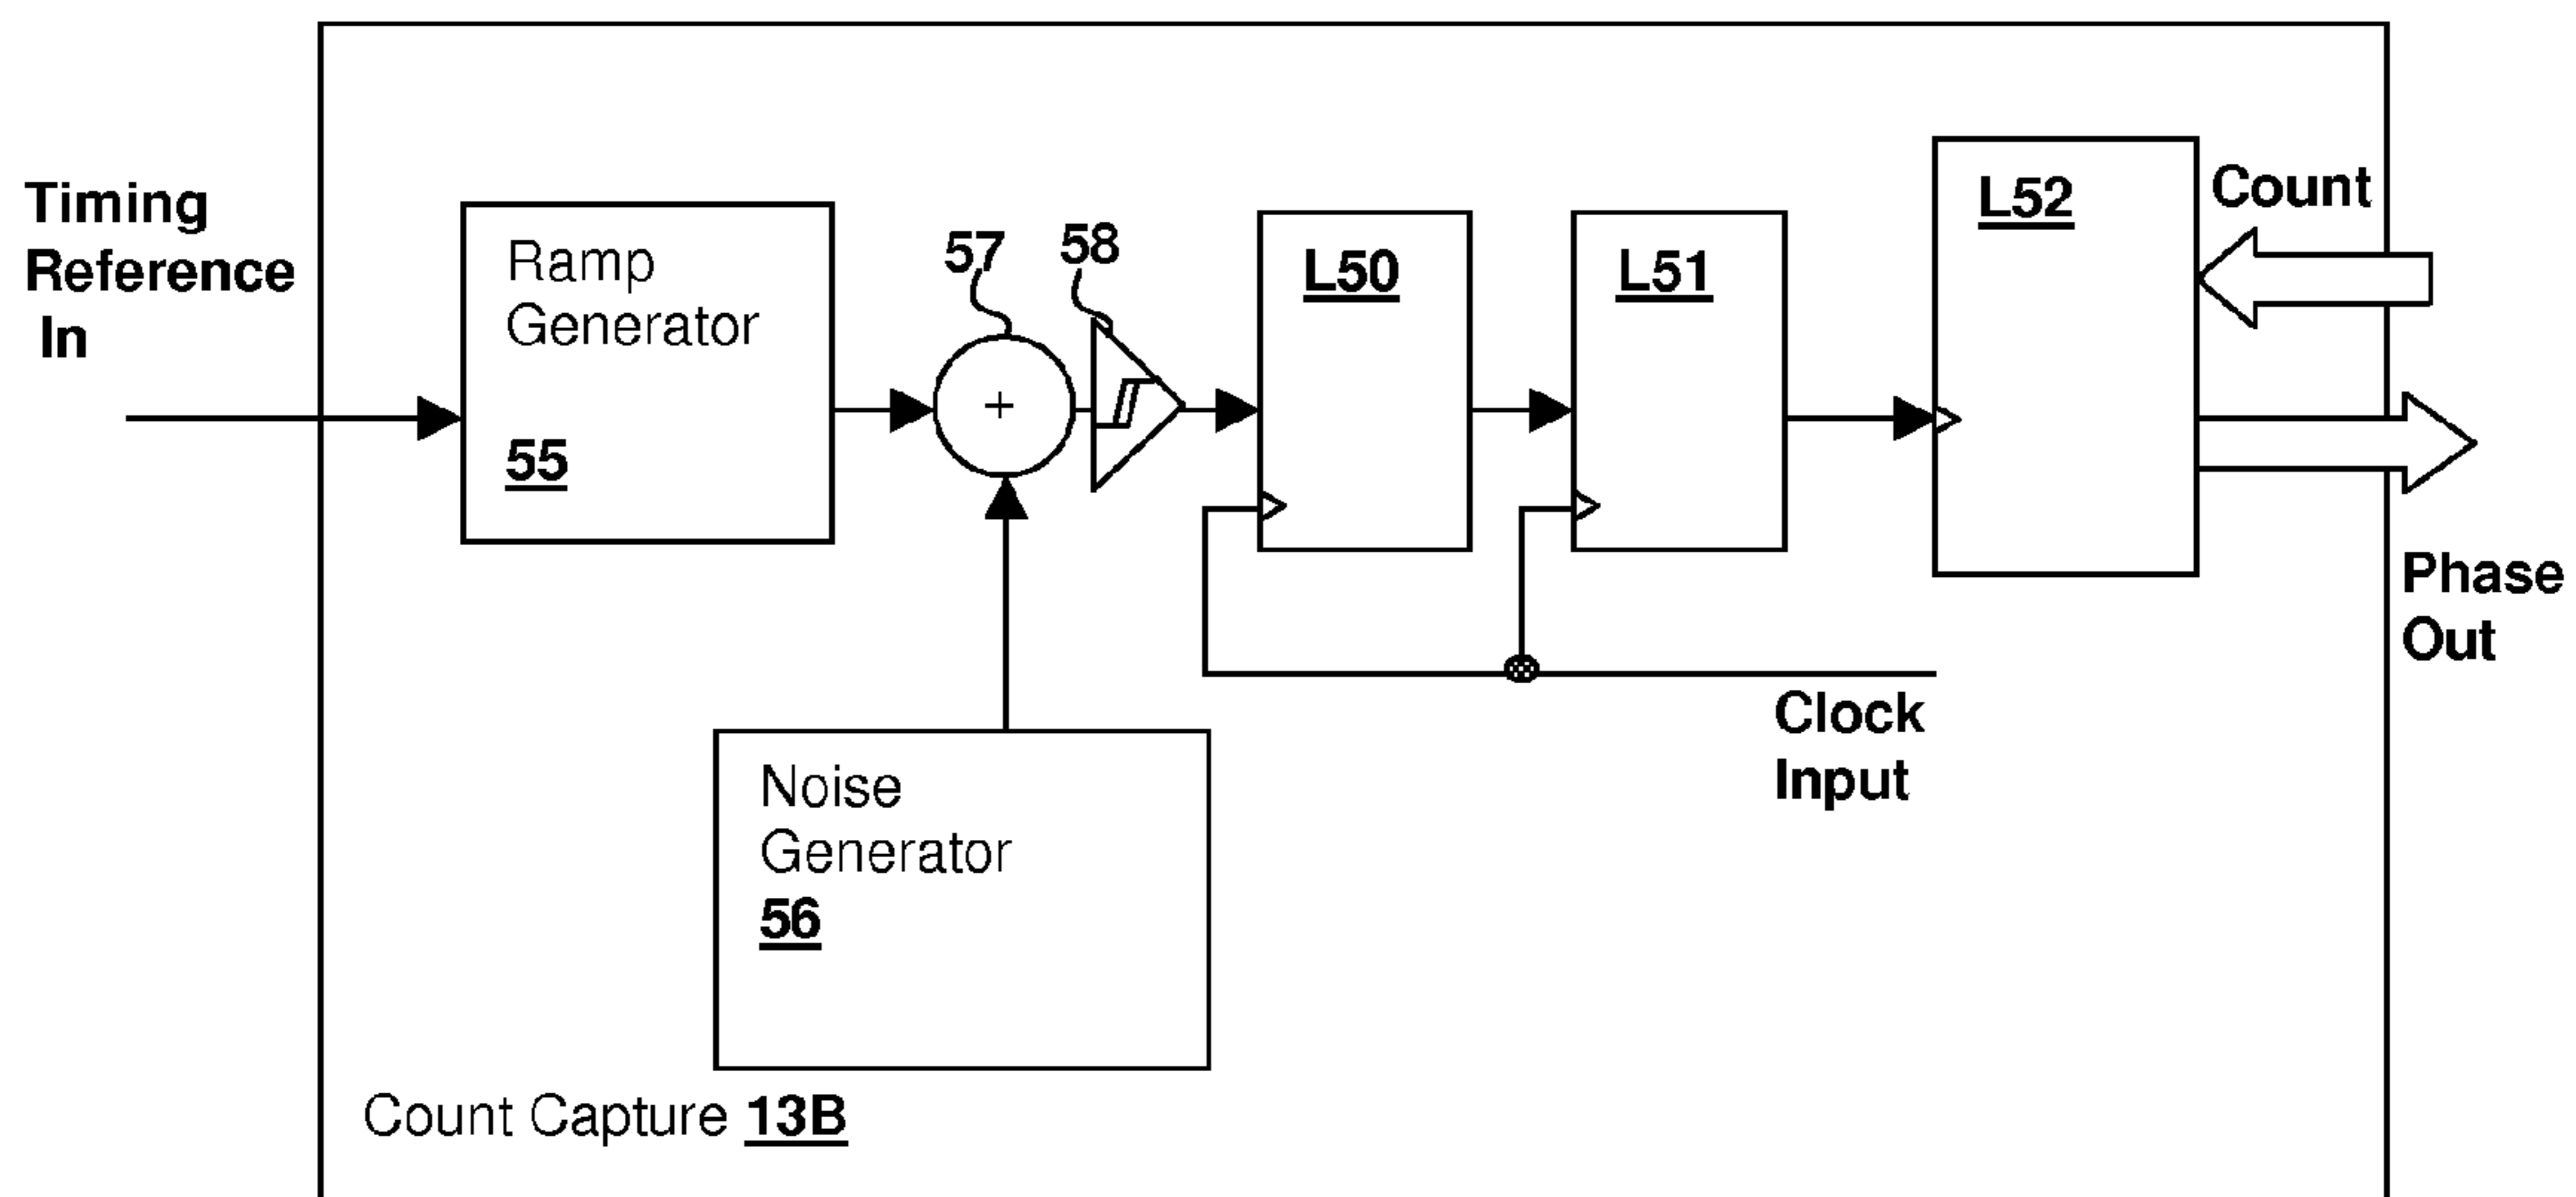 Timing
Reference
In
Ramp
Generator
55
57
58
+
L50
L51
L52
Count
Phase
Out
Clock
Input
Noise
Generator
56
Count Capture 13B